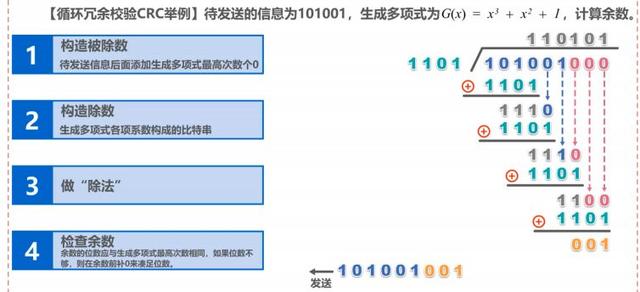 【循环冗余校验CRC举例】待发送的信息为101001，生成多项式为G(x) = x³ + x² + 1，计算余数。
1 构造被除数
待发送信息后面添加生成多项式最高次数个0
2 构造除数
生成多项式各项系数构成的比特串
3 做“除法”
4 检查余数
余数的位数应与生成多项式最高次数相同，如果位数不
够，则在余数前补0来凑足位数。
110101
1101 101001000
1101
1110
1101
1110
1101
1100
1101
001
101001001
发送